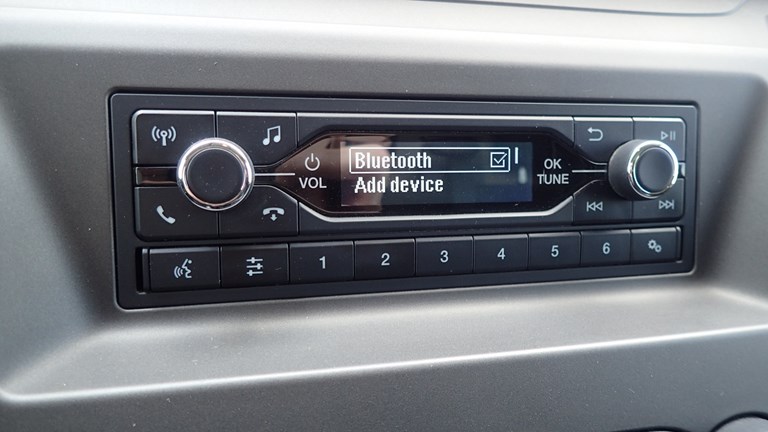 Bluetooth
Add device
VOL
OK
TUNE
1 2 3 4 5 6